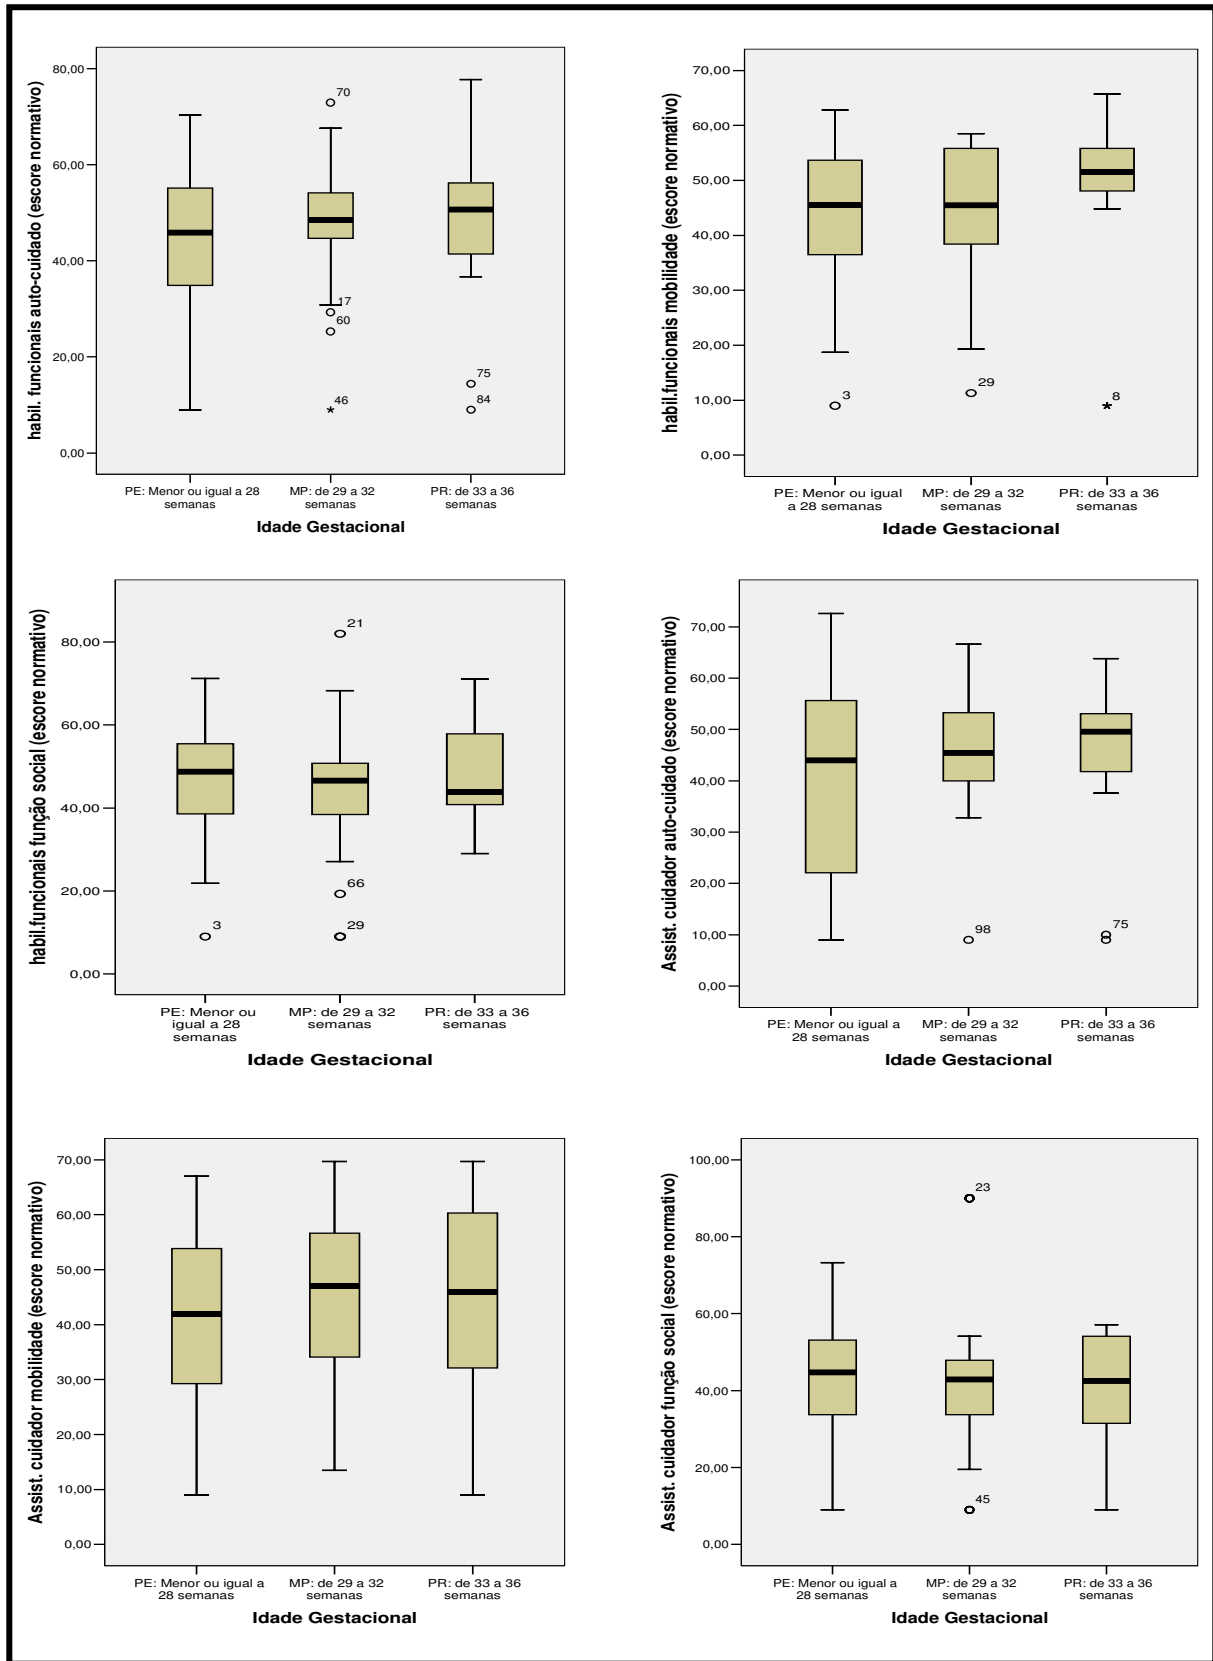 habil. funcionais auto-cuidado (escore normativo)
80,00
60,00
40,00
20,00
0,00
70
17
60
46
75
84
PE: Menor ou igual a 28
semanas
MP: de 29 a 32
semanas
PR: de 33 a 36
semanas
Idade Gestacional
habil.funcionais mobilidade (escore normativo)
70,00
60,00
50,00
40,00
30,00
20,00
10,00
0,00
3
29
8
PE: Menor ou igual
a 28 semanas
MP: de 29 a 32
semanas
PR: de 33 a 36
semanas
Idade Gestacional
habil.funcionais função social (escore normativo)
80,00
60,00
40,00
20,00
0,00
21
66
3
29
PE: Menor ou
igual a 28
semanas
MP: de 29 a 32
semanas
PR: de 33 a 36
semanas
Idade Gestacional
Assist. cuidador auto-cuidado (escore normativo)
70,00
60,00
50,00
40,00
30,00
20,00
10,00
0,00
98
75
PE: Menor ou igual a
28 semanas
MP: de 29 a 32
semanas
PR: de 33 a 36
semanas
Idade Gestacional
Assist. cuidador mobilidade (escore normativo)
70,00
60,00
50,00
40,00
30,00
20,00
10,00
0,00
PE: Menor ou igual a
28 semanas
MP: de 29 a 32
semanas
PR: de 33 a 36
semanas
Idade Gestacional
Assist. cuidador função social (escore normativo)
100,00
80,00
60,00
40,00
20,00
0,00
23
45
PE: Menor ou igual a
28 semanas
MP: de 29 a 32
semanas
PR: de 33 a 36
semanas
Idade Gestacional